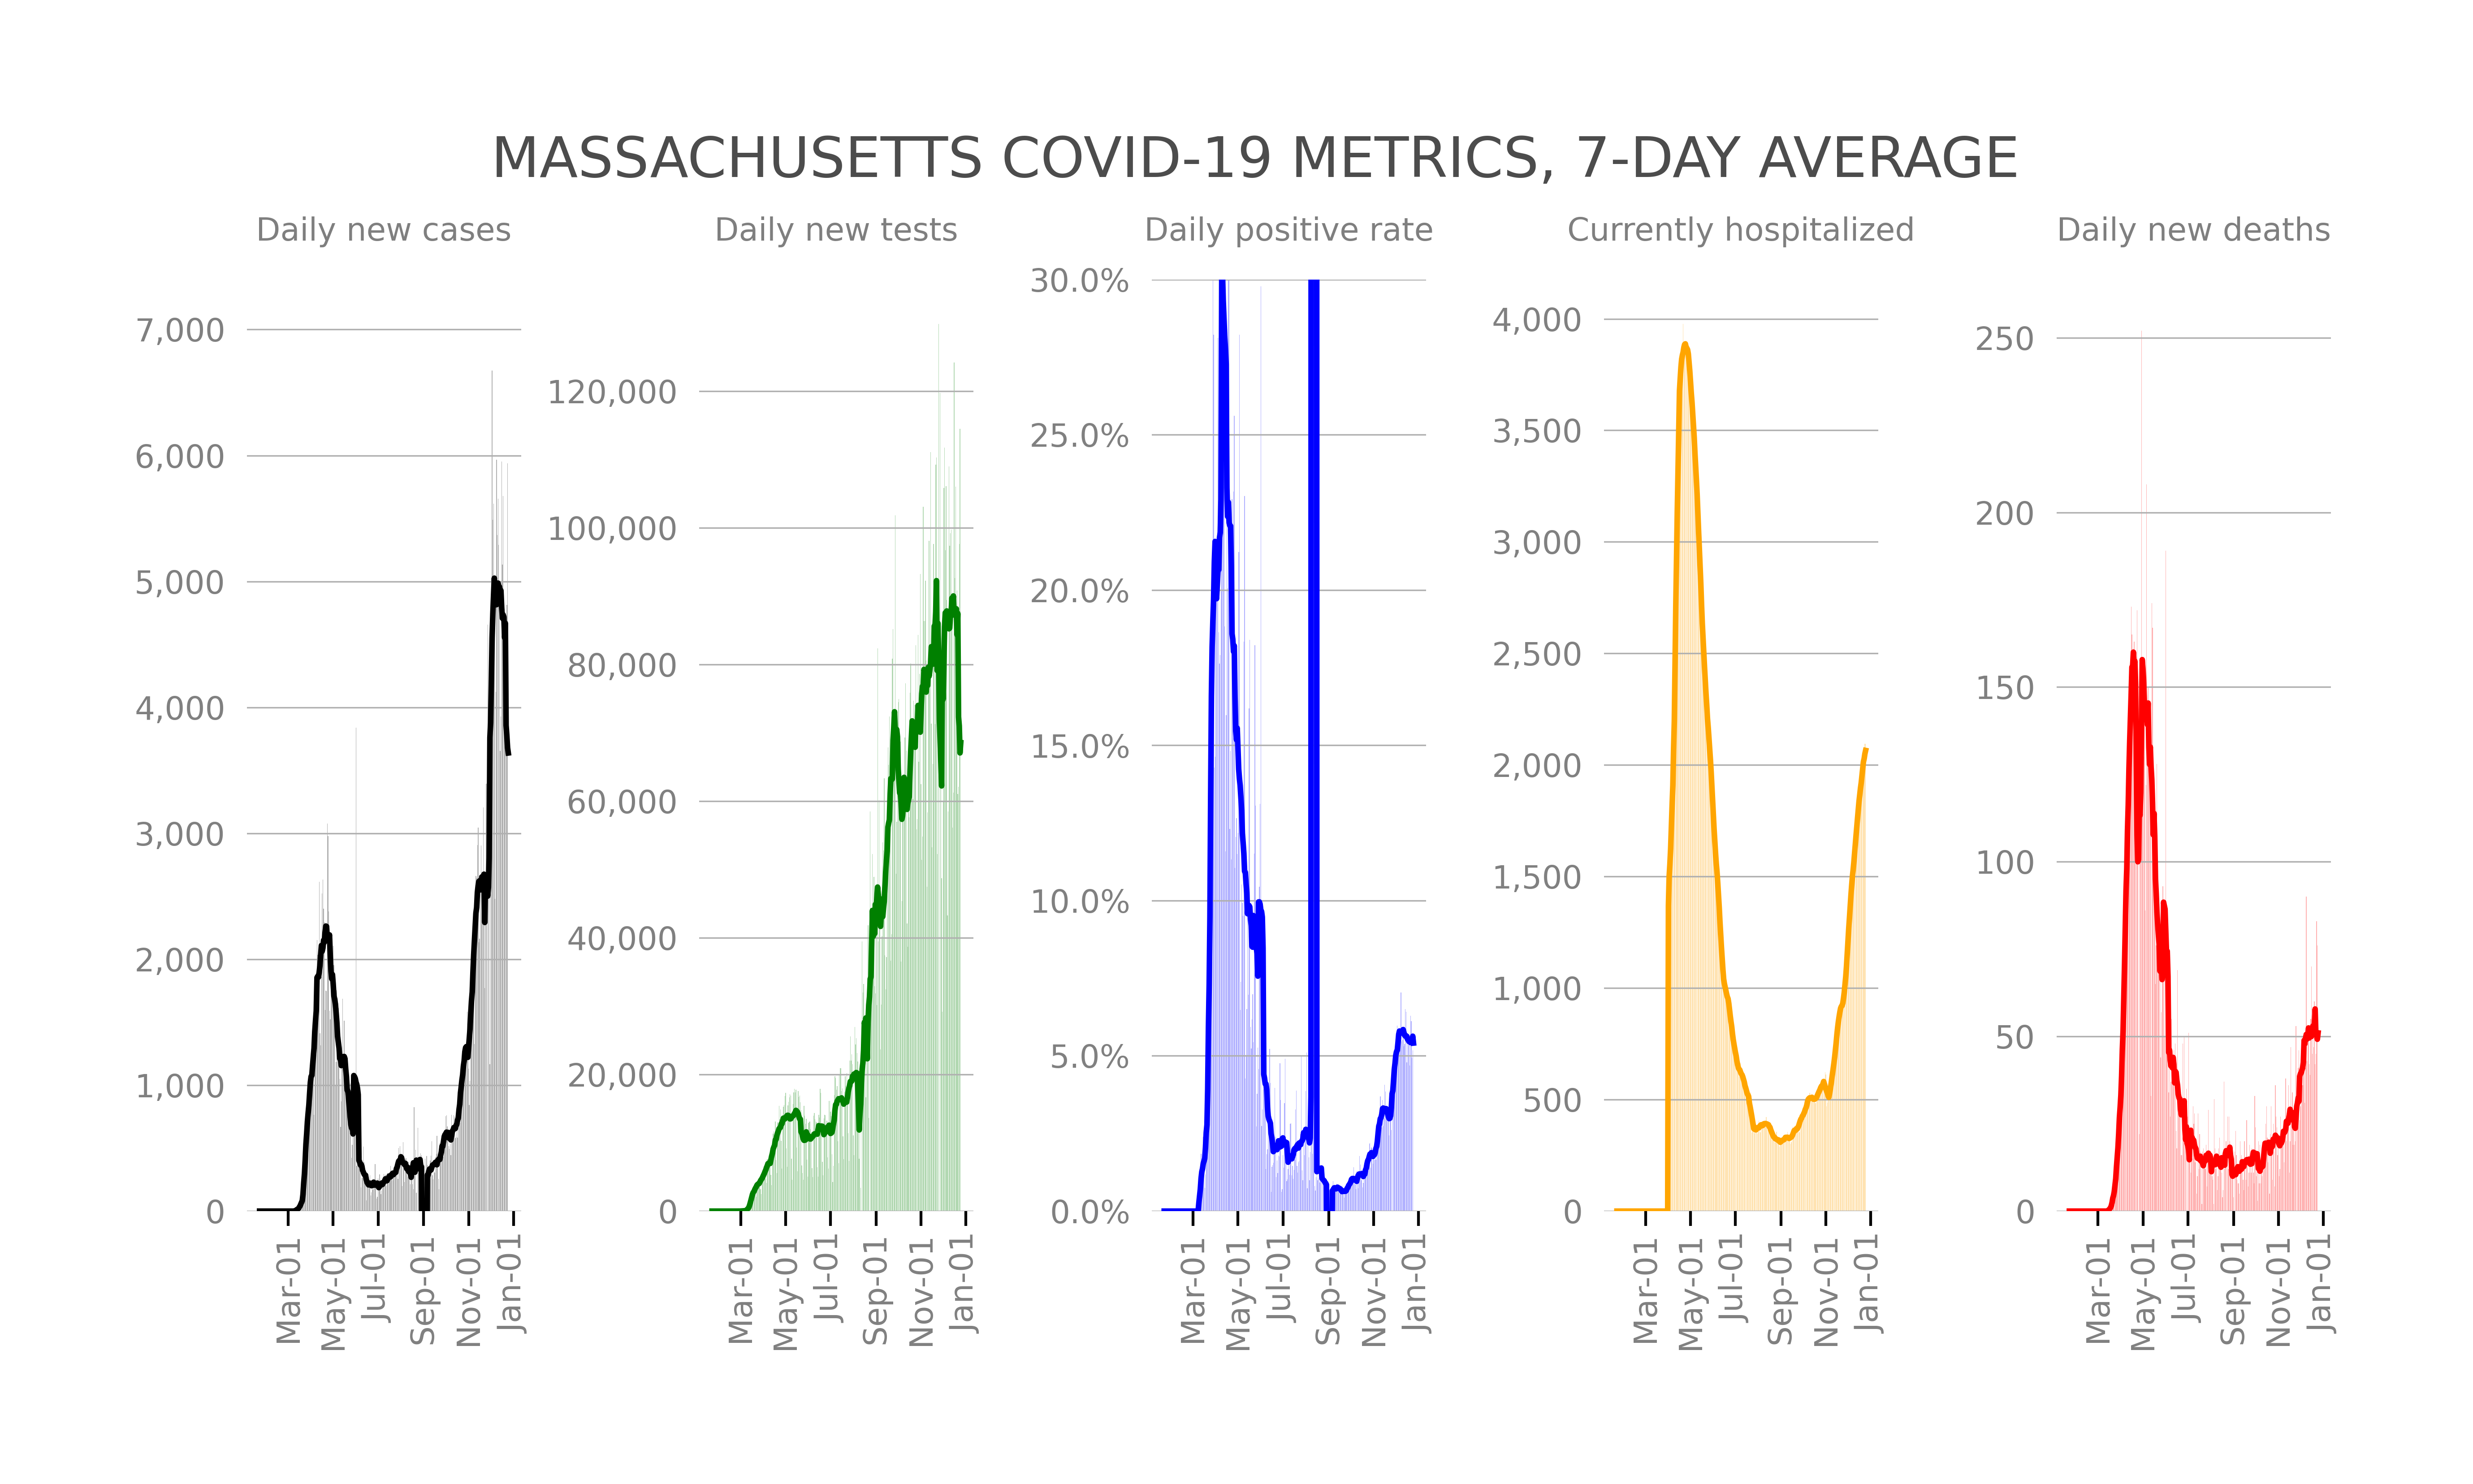 MASSACHUSETTS COVID-19 METRICS, 7-DAY AVERAGE
Daily new cases
7,000
6,000
5,000
4,000
3,000
2,000
1,000
0
Mar-01
May-01
Jul-01
Sep-01
Nov-01
Jan-01
Daily new tests
120,000
100,000
80,000
60,000
40,000
20,000
0
Mar-01
May-01
Jul-01
Sep-01
Nov-01
Jan-01
Daily positive rate
30.0%
25.0%
20.0%
15.0%
10.0%
5.0%
0.0%
Mar-01
May-01
Jul-01
Sep-01
Nov-01
Jan-01
Currently hospitalized
4,000
3,500
3,000
2,500
2,000
1,500
1,000
500
0
Mar-01
May-01
Jul-01
Sep-01
Nov-01
Jan-01
Daily new deaths
250
200
150
100
50
0
Mar-01
May-01
Jul-01
Sep-01
Nov-01
Jan-01